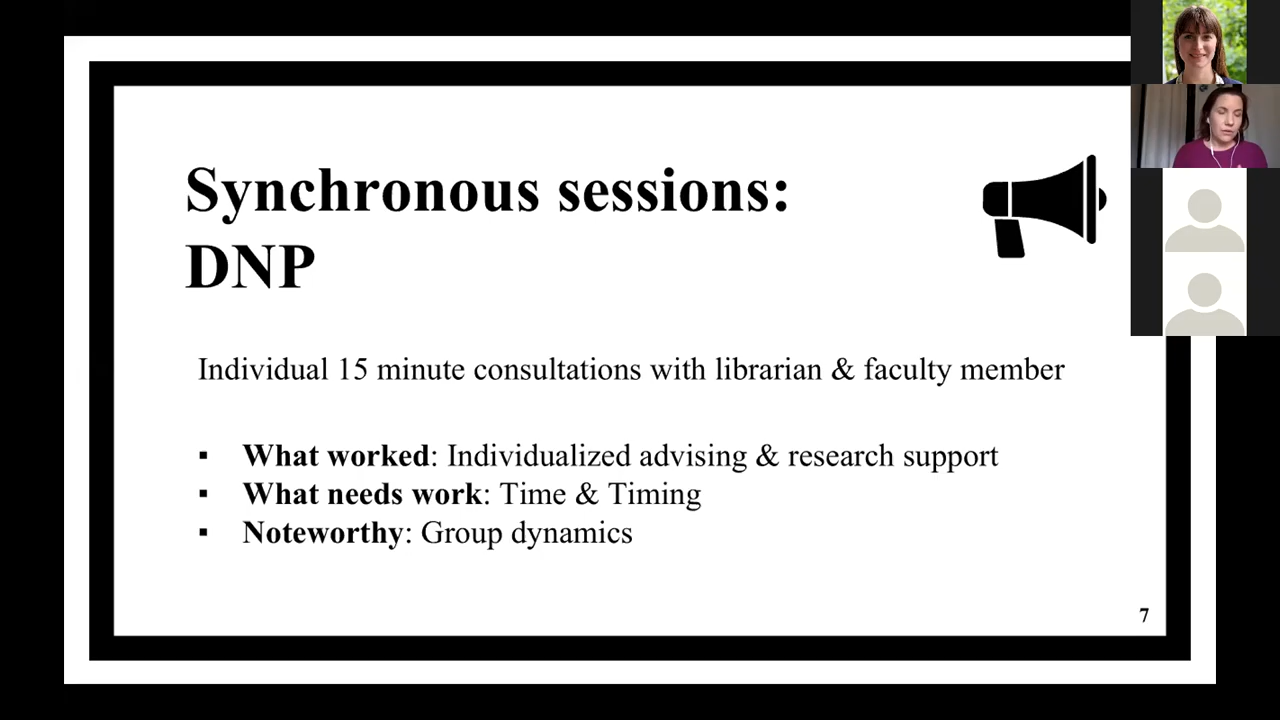 Synchronous sessions:
DNP
Individual 15 minute consultations with librarian & faculty member
▪ What worked: Individualized advising & research support
▪ What needs work: Time & Timing
▪ Noteworthy: Group dynamics
7